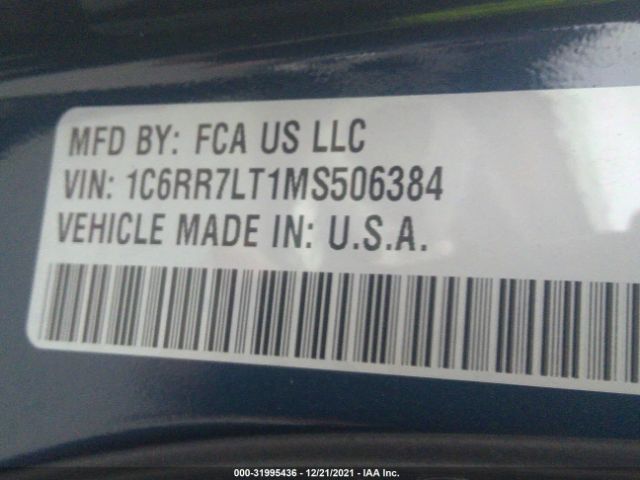 MFD BY: FCA US LLC
VIN: 1C6RR7LT1MS506384
VEHICLE MADE IN: U.S.A.
000-31995436 - 12/21/2021 - IAA Inc.